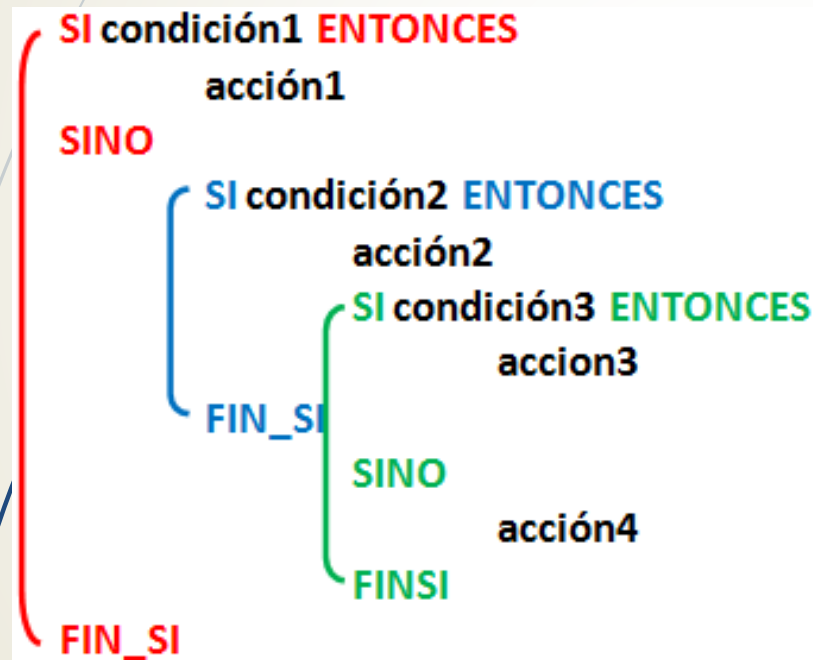 SI condición1 ENTONCES
acción1
SINO
SI condición2 ENTONCES
acción2
SI condición3 ENTONCES
accion3
FIN_SI
SINO
acción4
FINSI
FIN_SI